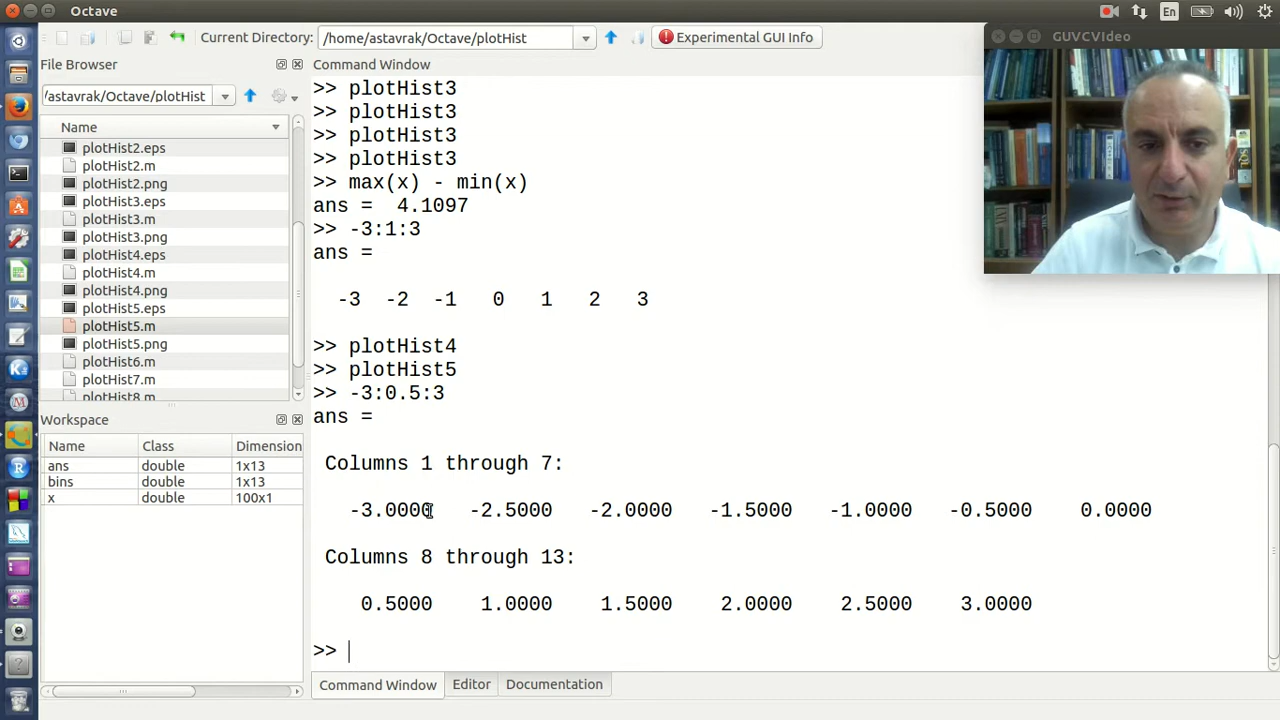 Octave
En
Current Directory: /home/astavrak/Octave/plotHist Experimental GUI Info
GUVCVIdeo
File Browser
/astavrak/Octave/plotHist
Name
plotHist2.eps
plotHist2.m
plotHist2.png
plotHist3.eps
plotHist3.m
plotHist3.png
plotHist4.eps
plotHist4.m
plotHist4.png
plotHist5.eps
plotHist5.m
plotHist5.png
plotHist6.m
plotHist7.m
plotHist8.m
Workspace
Name Class Dimension
ans double 1x13
bins double 1x13
x double 100x1
Command Window
>> plotHist3
>> plotHist3
>> plotHist3
>> plotHist3
>> max(x) - min(x)
ans = 4.1097
>> -3:1:3
ans =
-3 -2 -1 0 1 2 3
>> plotHist4
>> plotHist5
>> -3:0.5:3
ans =
Columns 1 through 7:
-3.0000 -2.5000 -2.0000 -1.5000 -1.0000 -0.5000 0.0000
Columns 8 through 13:
0.5000 1.0000 1.5000 2.0000 2.5000 3.0000
>>
Command Window Editor Documentation
SQL